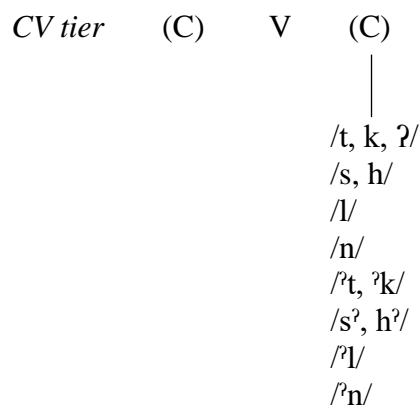 CV tier (C) V (C)
/t, k, ʔ/
/s, h/
/l/
/n/
/ˀt, ˀk/
/sˀ, hˀ/
/ˀl/
/ˀn/